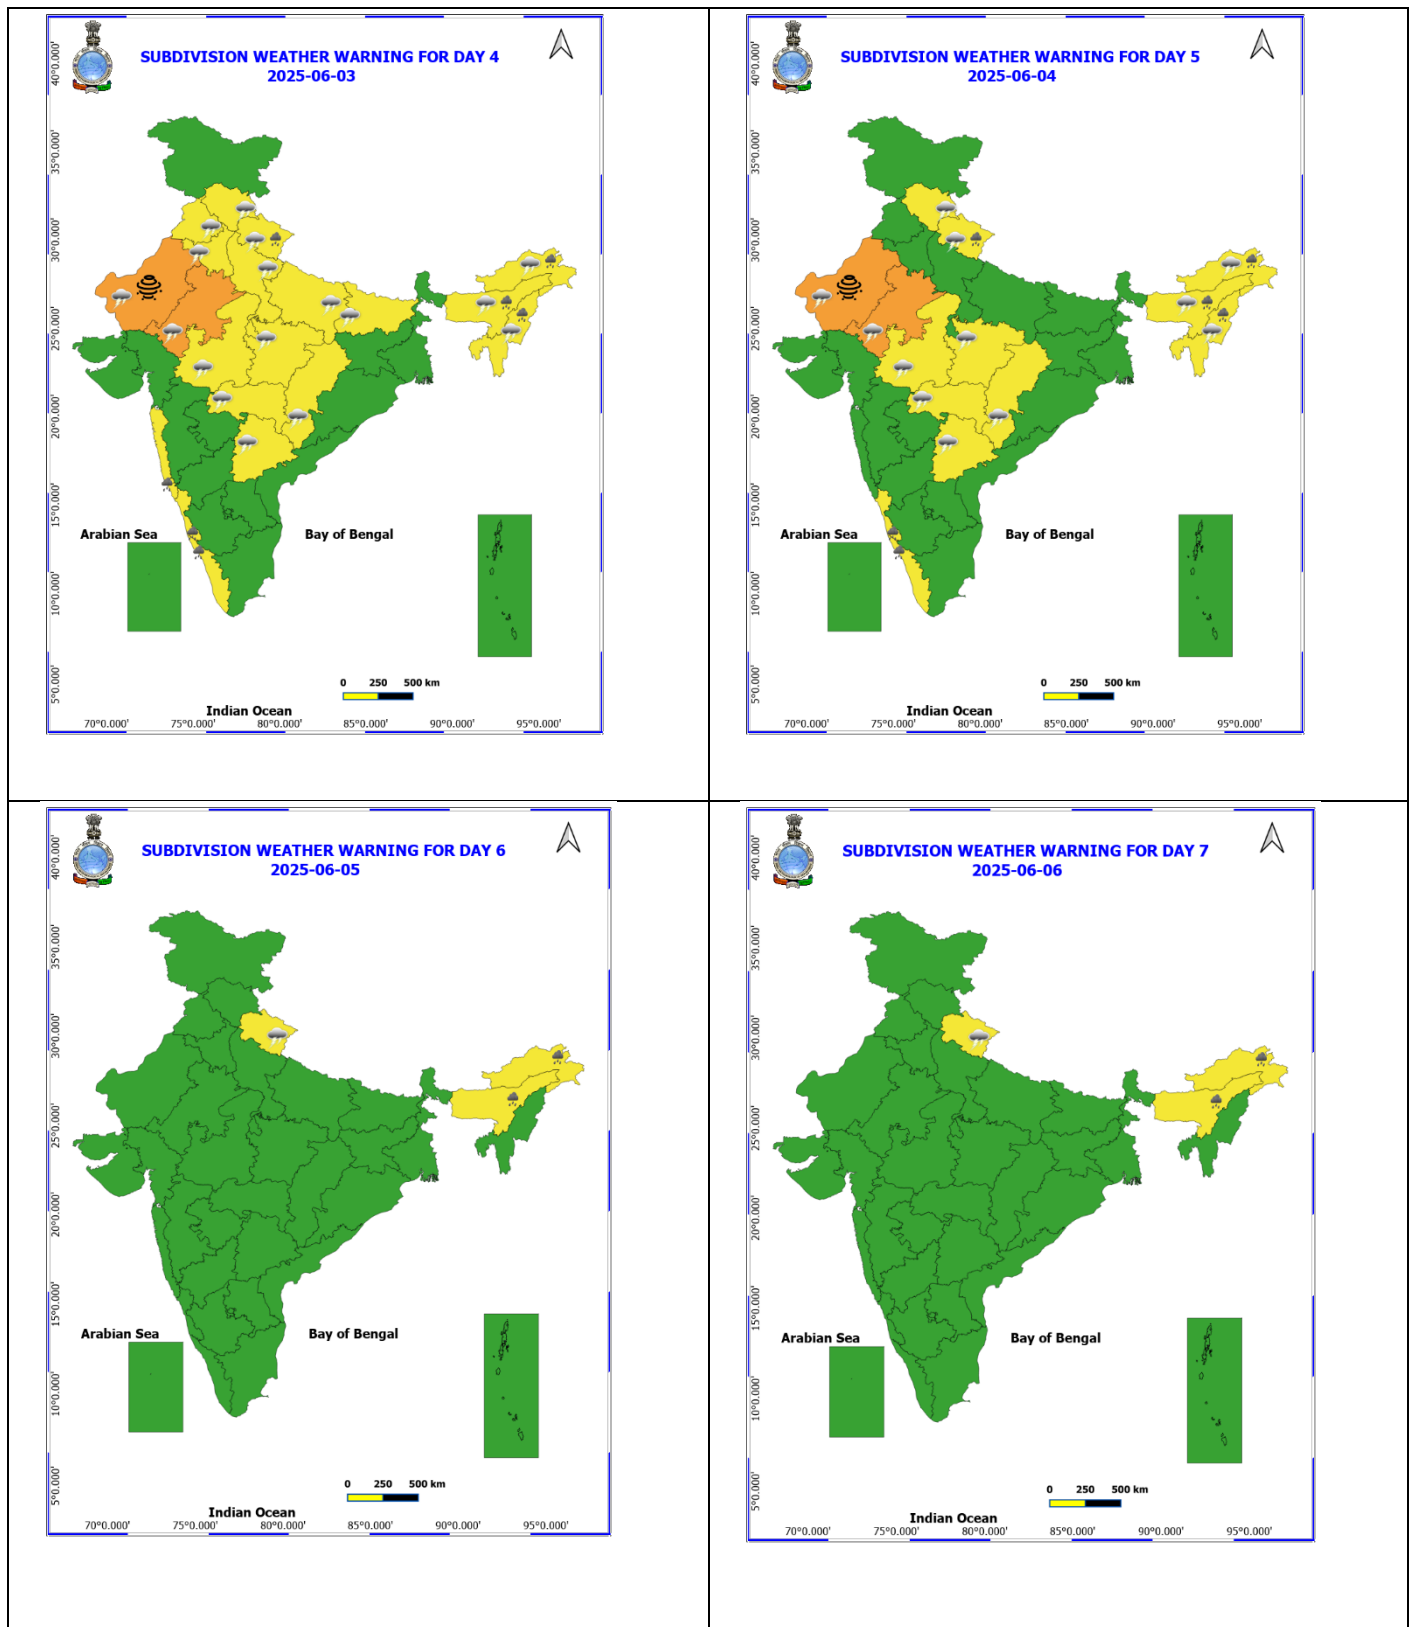 SUBDIVISION WEATHER WARNING FOR DAY 4
2025-06-03
40°0.000'
35°0.000'
30°0.000'
25°0.000'
20°0.000'
15°0.000'
10°0.000'
5°0.000'
Arabian Sea
Bay of Bengal
0 250 500 km
Indian Ocean
70°0.000' 75°0.000' 80°0.000' 85°0.000' 90°0.000' 95°0.000'
SUBDIVISION WEATHER WARNING FOR DAY 5
2025-06-04
40°0.000'
35°0.000'
30°0.000'
25°0.000'
20°0.000'
15°0.000'
10°0.000'
5°0.000'
Arabian Sea
Bay of Bengal
0 250 500 km
Indian Ocean
70°0.000' 75°0.000' 80°0.000' 85°0.000' 90°0.000' 95°0.000'
SUBDIVISION WEATHER WARNING FOR DAY 6
2025-06-05
40°0.000'
35°0.000'
30°0.000'
25°0.000'
20°0.000'
15°0.000'
10°0.000'
5°0.000'
Arabian Sea
Bay of Bengal
0 250 500 km
Indian Ocean
70°0.000' 75°0.000' 80°0.000' 85°0.000' 90°0.000' 95°0.000'
SUBDIVISION WEATHER WARNING FOR DAY 7
2025-06-06
40°0.000'
35°0.000'
30°0.000'
25°0.000'
20°0.000'
15°0.000'
10°0.000'
5°0.000'
Arabian Sea
Bay of Bengal
0 250 500 km
Indian Ocean
70°0.000' 75°0.000' 80°0.000' 85°0.000' 90°0.000' 95°0.000'